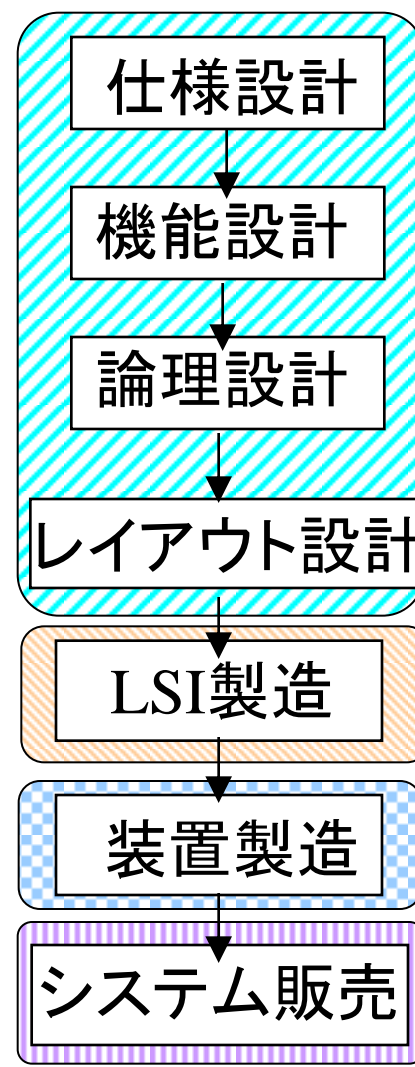 仕様設計
機能設計
論理設計
レイアウト設計
LSI製造
装置製造
システム販売